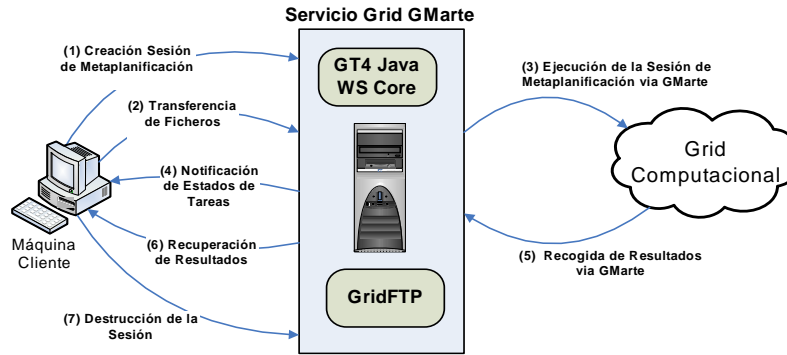 Servicio Grid GMarte
(1) Creación Sesión
de Metaplanificación
GT4 Java
WS Core
(3) Ejecución de la Sesión de
Metaplanificación via GMarte
(2) Transferencia
de Ficheros
Grid
Computacional
(4) Notificación
de Estados de
Tareas
Máquina
Cliente
(6) Recuperación
de Resultados
(5) Recogida de Resultados
via GMarte
GridFTP
(7) Destrucción de la
Sesión